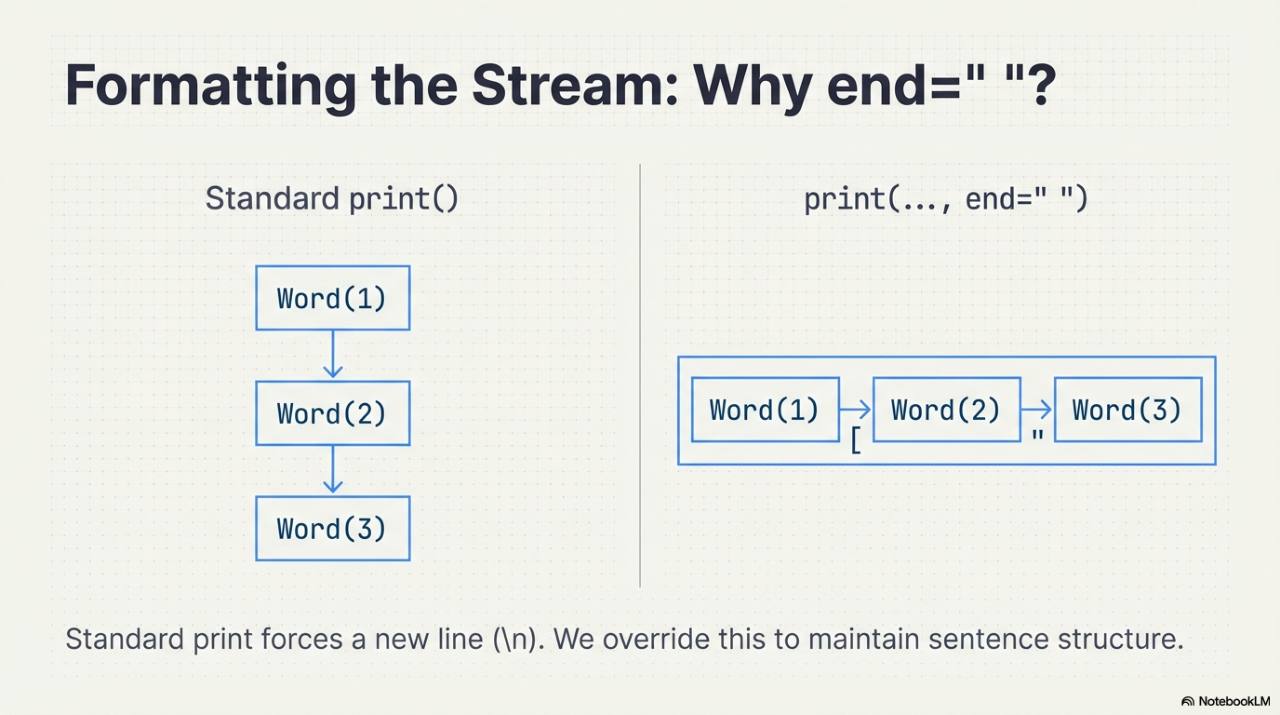 Formatting the Stream: Why end=" "?
Standard print()
Word(1)
Word(2)
Word(3)
print(..., end=" ")
Word(1) Word(2) Word(3)
[ "
Standard print forces a new line (\n). We override this to maintain sentence structure.
NotebookLM